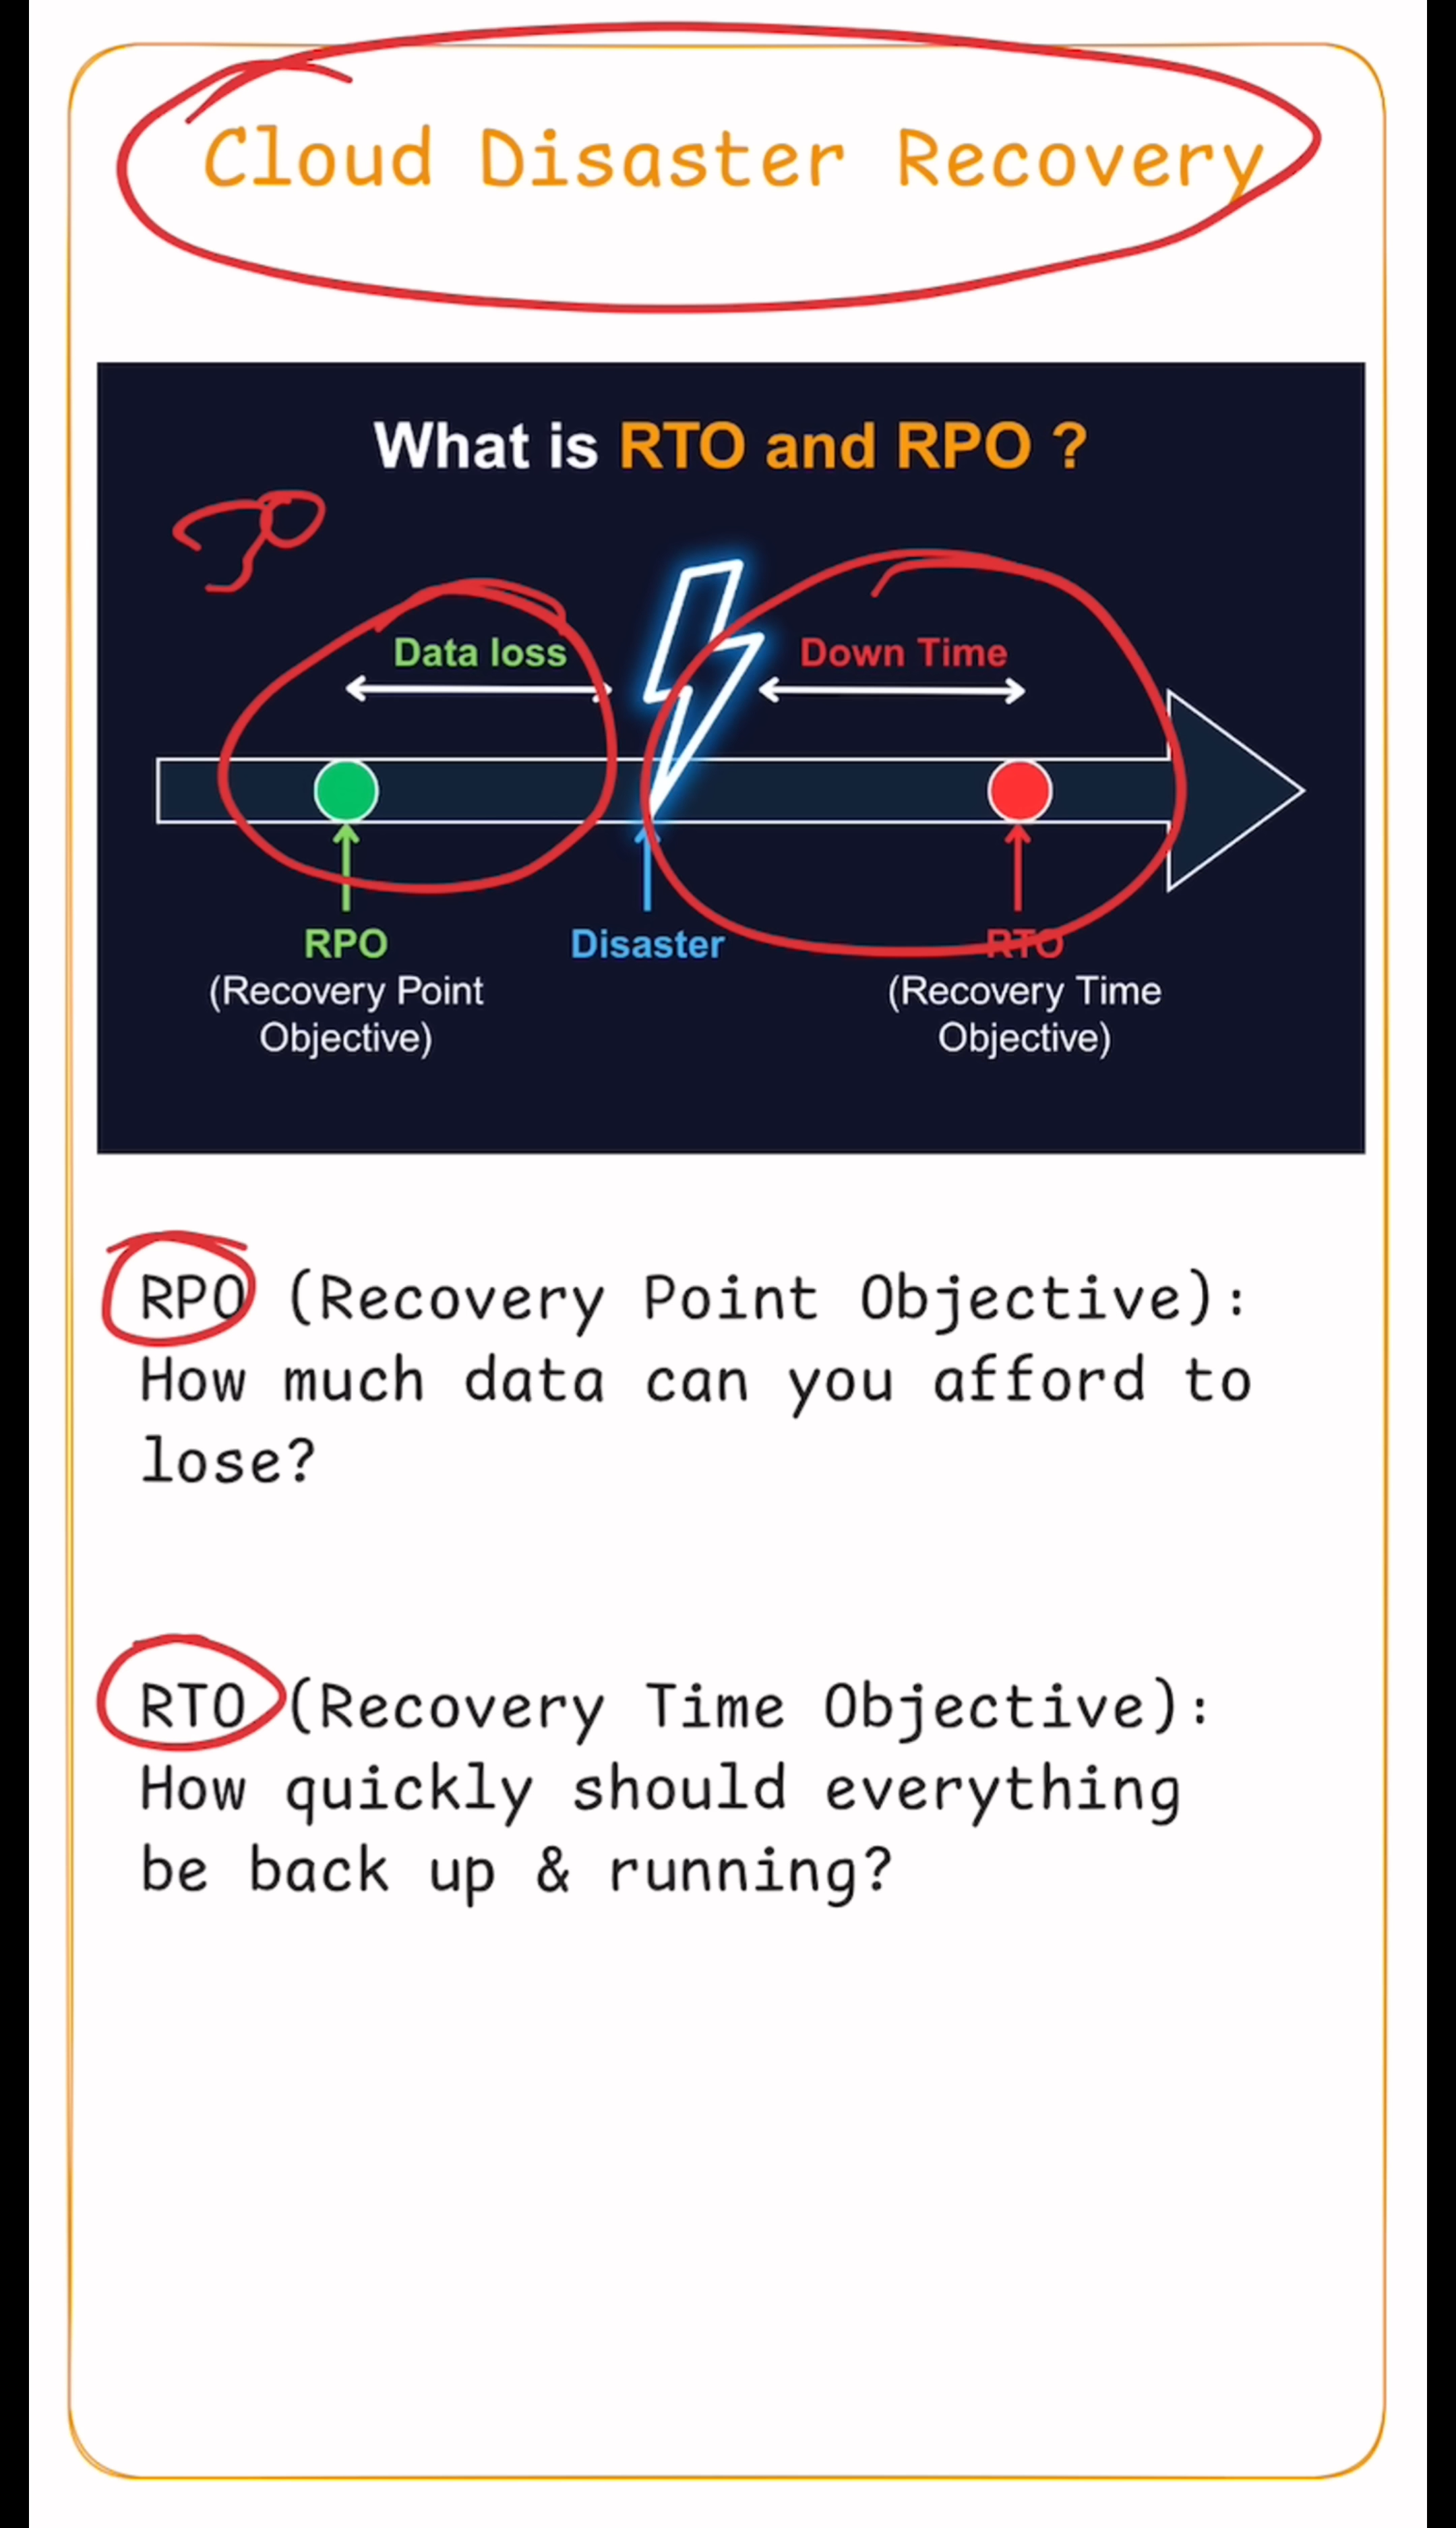 Cloud Disaster Recovery
What is RTO and RPO ?
Data loss
Down Time
RPO
(Recovery Point
Objective)
Disaster
RTO
(Recovery Time
Objective)
RPO (Recovery Point Objective):
How much data can you afford to
lose?
RTO (Recovery Time Objective):
How quickly should everything
be back up & running?